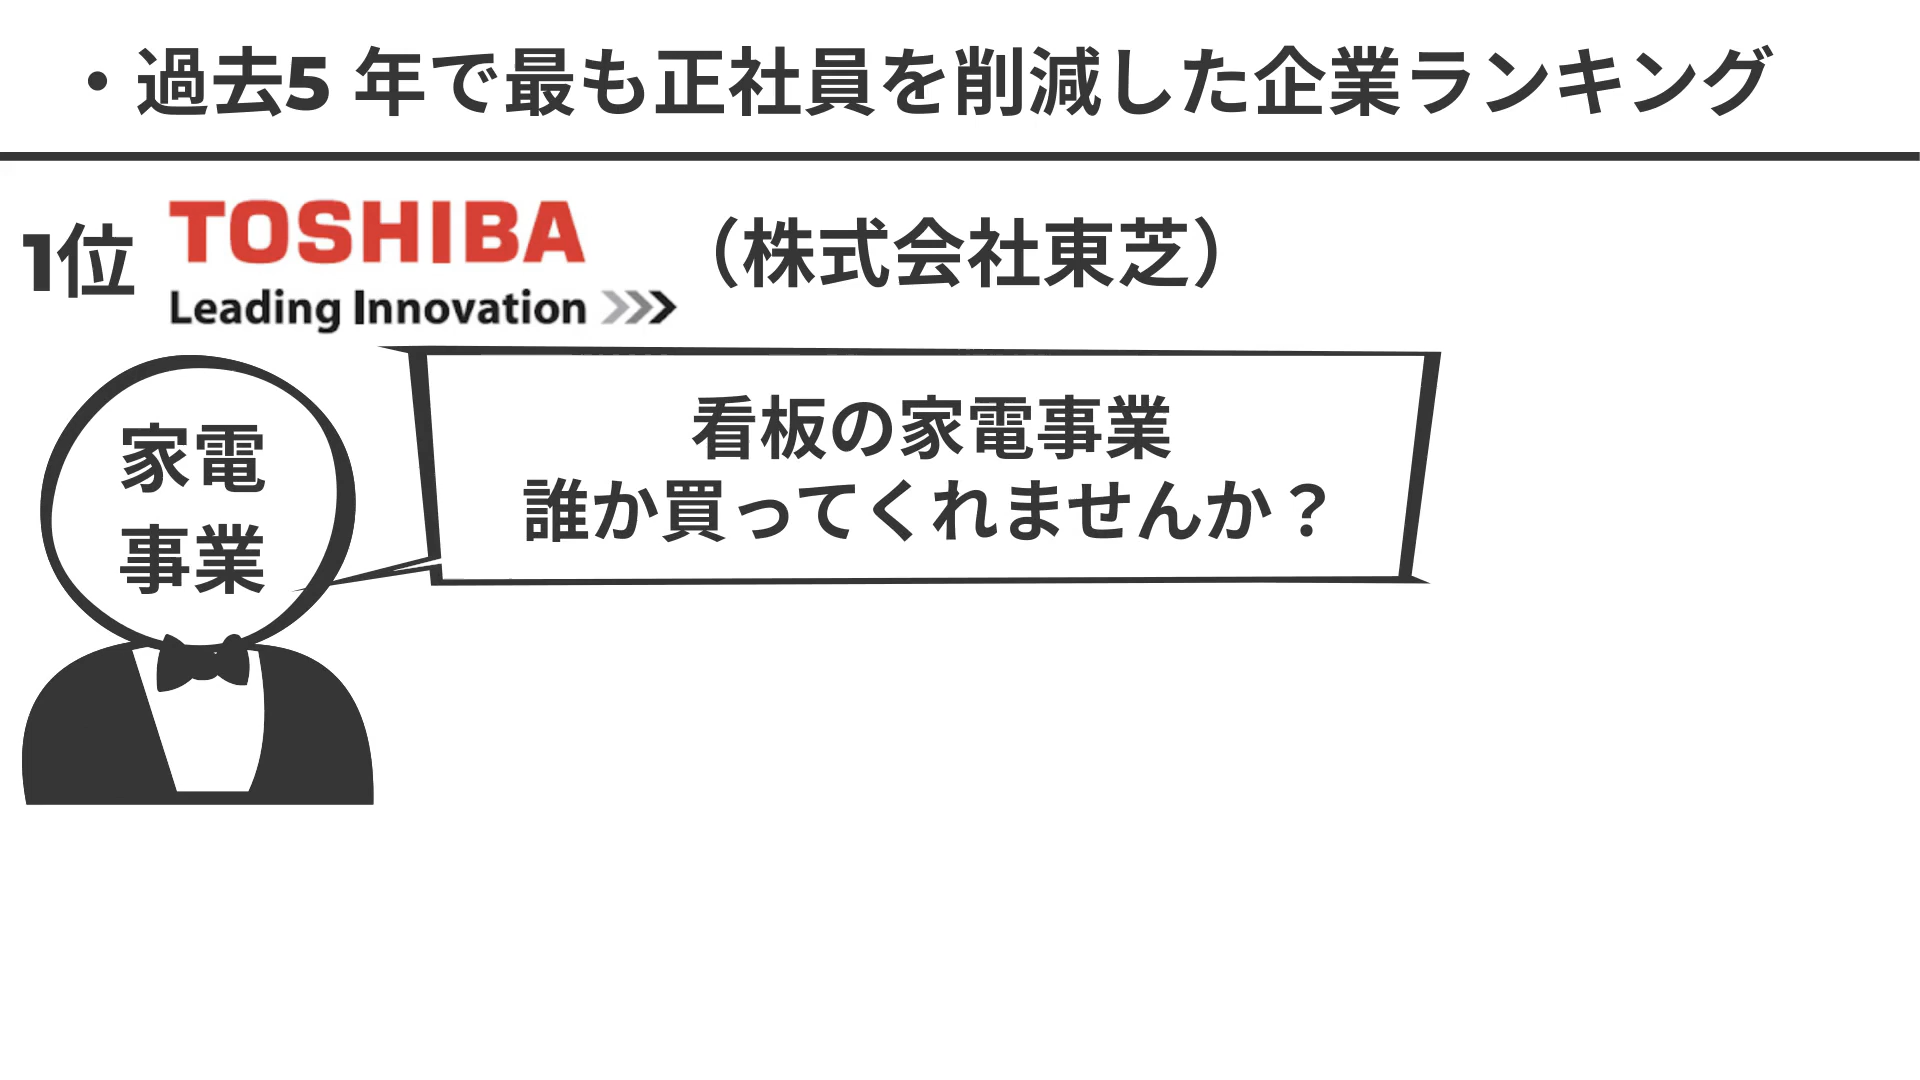 ・過去5 年で最も正社員を削減した企業ランキング
1位 TOSHIBA （株式会社東芝）
Leading Innovation >>>
看板の家電事業
誰か買ってくれませんか？
家電
事業